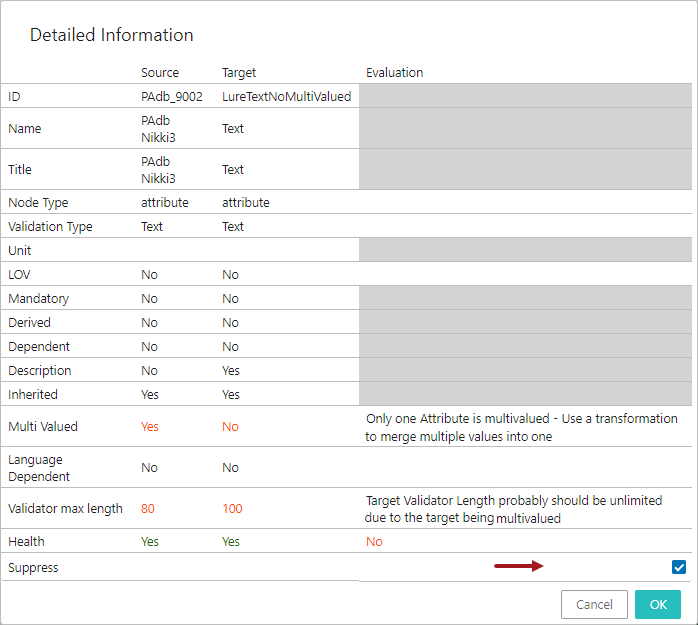 Detailed Information
Source Target Evaluation
ID PAdb_9002 LureTextNoMultiValued
Name PAdb Nikki3 Text
Title PAdb Nikki3 Text
Node Type attribute attribute
Validation Type Text Text
Unit
LOV No No
Mandatory No No
Derived No No
Dependent No No
Description No Yes
Inherited Yes Yes
Multi Valued Yes No Only one Attribute is multivalued - Use a transformation
to merge multiple values into one
Language
Dependent No No
Validator max length 80 100 Target Validator Length probably should be unlimited
due to the target being multivalued
Health Yes Yes No
Suppress
Cancel OK